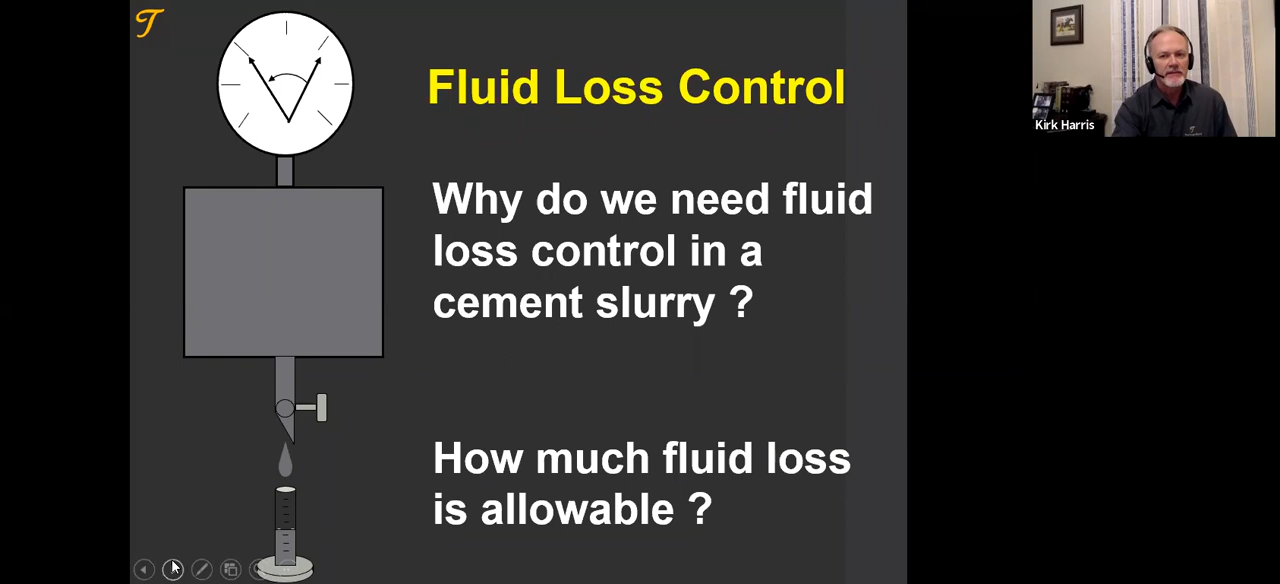 T
Fluid Loss Control
Why do we need fluid
loss control in a
cement slurry ?
How much fluid loss
is allowable ?
Kirk Harris